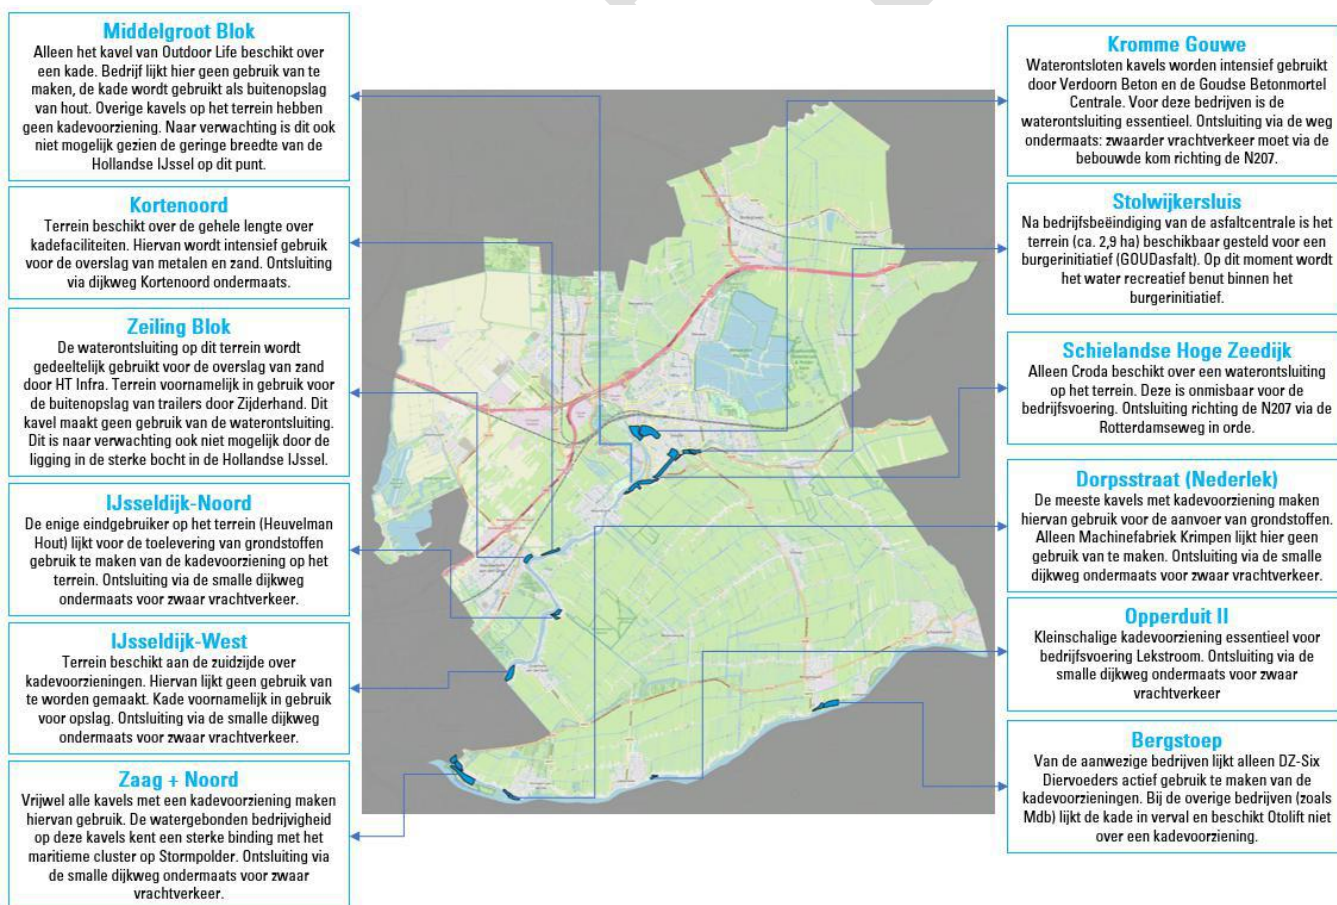 Middelgroot Blok
Alleen het kavel van Outdoor Life beschikt over
een kade. Bedrijf lijkt hier geen gebruik van te
maken, de kade wordt gebruikt als buitenopslag
van hout. Overige kavels op het terrein hebben
geen kadevoorziening. Naar verwachting is dit ook
niet mogelijk gezien de geringe breedte van de
Hollandse IJssel op dit punt.
Kortenoord
Terrein beschikt over de gehele lengte over
kadefaciliteiten. Hiervan wordt intensief gebruik
voor de overslag van metalen en zand. Ontsluiting
via dijkweg Kortenoord ondermaats.
Zeiling Blok
De waterontsluiting op dit terrein wordt
gedeeltelijk gebruikt voor de overslag van zand
door HT Infra. Terrein voornamelijk in gebruik voor
de buitenopslag van trailers door Zijderhand. Dit
kavel maakt geen gebruik van de waterontsluiting.
Dit is naar verwachting ook niet mogelijk door de
ligging in de sterke bocht in de Hollandse IJssel.
IJsseldijk-Noord
De enige eindgebruiker op het terrein (Heuvelman
Hout) lijkt voor de toelevering van grondstoffen
gebruik te maken van de kadevoorziening op het
terrein. Ontsluiting via de smalle dijkweg
ondermaats voor zwaar vrachtverkeer.
IJsseldijk-West
Terrein beschikt aan de zuidzijde over
kadevoorzieningen. Hiervan lijkt geen gebruik van
te worden gemaakt. Kade voornamelijk in gebruik
voor opslag. Ontsluiting via de smalle dijkweg
ondermaats voor zwaar vrachtverkeer.
Zaag + Noord
Vrijwel alle kavels met een kadevoorziening maken
hiervan gebruik. De watergebonden bedrijvigheid
op deze kavels kent een sterke binding met het
maritieme cluster op Stormpolder. Ontsluiting via
de smalle dijkweg ondermaats voor zwaar
vrachtverkeer.
Kromme Gouwe
Waterontsloten kavels worden intensief gebruikt
door Verdoorn Beton en de Goudse Betonmortel
Centrale. Voor deze bedrijven is de
waterontsluiting essentieel. Ontsluiting via de weg
ondermaats: zwaarder vrachtverkeer moet via de
bebouwde kom richting de N207.
Stolwijkersluis
Na bedrijfsbeëindiging van de asfaltcentrale is het
terrein (ca. 2,9 ha) beschikbaar gesteld voor een
burgerinitiatief (GOUDasfalt). Op dit moment wordt
het water recreatief benut binnen het
burgerinitiatief.
Schielandse Hoge Zeedijk
Alleen Croda beschikt over een waterontsluiting
op het terrein. Deze is onmisbaar voor de
bedrijfsvoering. Ontsluiting richting de N207 via de
Rotterdamseweg in orde.
Dorpsstraat (Nederlek)
De meeste kavels met kadevoorziening maken
hiervan gebruik voor de aanvoer van grondstoffen.
Alleen Machinefabriek Krimpen lijkt hier geen
gebruik van te maken. Ontsluiting via de smalle
dijkweg ondermaats voor zwaar vrachtverkeer.
Opperduit II
Kleinschalige kadevoorziening essentieel voor
bedrijfsvoering Lekstroom. Ontsluiting via de
smalle dijkweg ondermaats voor zwaar
vrachtverkeer
Bergstoep
Van de aanwezige bedrijven lijkt alleen DZ-Six
Diervoeders actief gebruik te maken van de
kadevoorzieningen. Bij de overige bedrijven (zoals
Mdb) lijkt de kade in verval en beschikt Otolift niet
over een kadevoorziening.